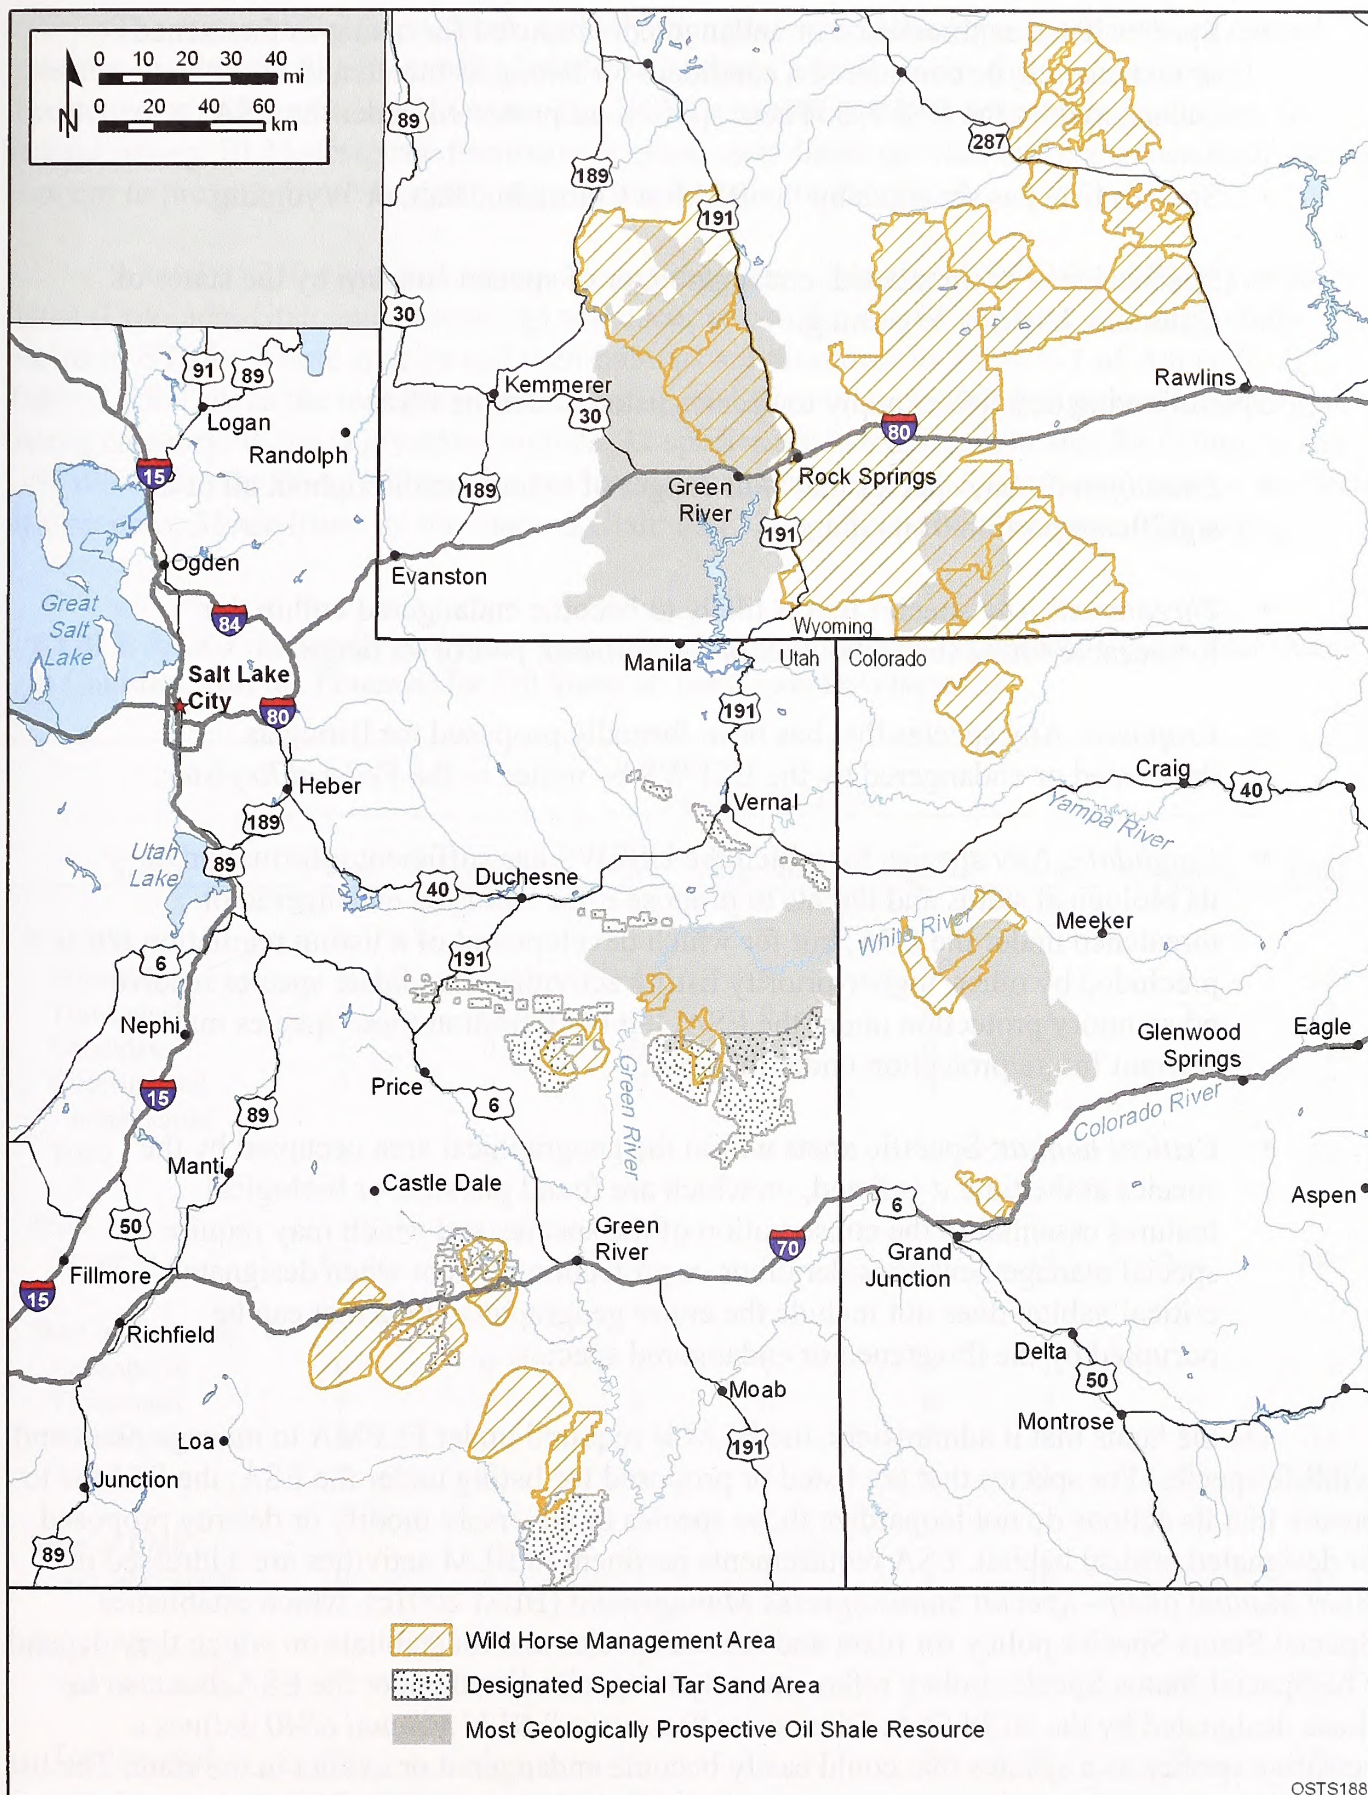 0 10 20 30 40 mi
0 20 40 60 km
N
89
189
191
287
30
91
89
Logan
Randolph
15
Kemmerer
30
189
Rawlins
80
Rock Springs
Green
River
191
Evanston
Ogden
84
Great
Salt
Lake
Salt Lake
City
80
Wyoming
Manila
Utah
Colorado
191
Heber
189
Vernal
Craig
40
Yampa River
Utah
Lake
89
40
Duchesne
White River
Meeker
6
191
Nephi
Price
6
Green River
Glenwood
Springs
Eagle
15
89
Colorado River
Manti
Castle Dale
50
Green
River
70
6
Grand
Junction
Aspen
Fillmore
15
Richfield
Delta
50
Moab
Montrose
191
Loa
Junction
89
Wild Horse Management Area
Designated Special Tar Sand Area
Most Geologically Prospective Oil Shale Resource
OSTS188